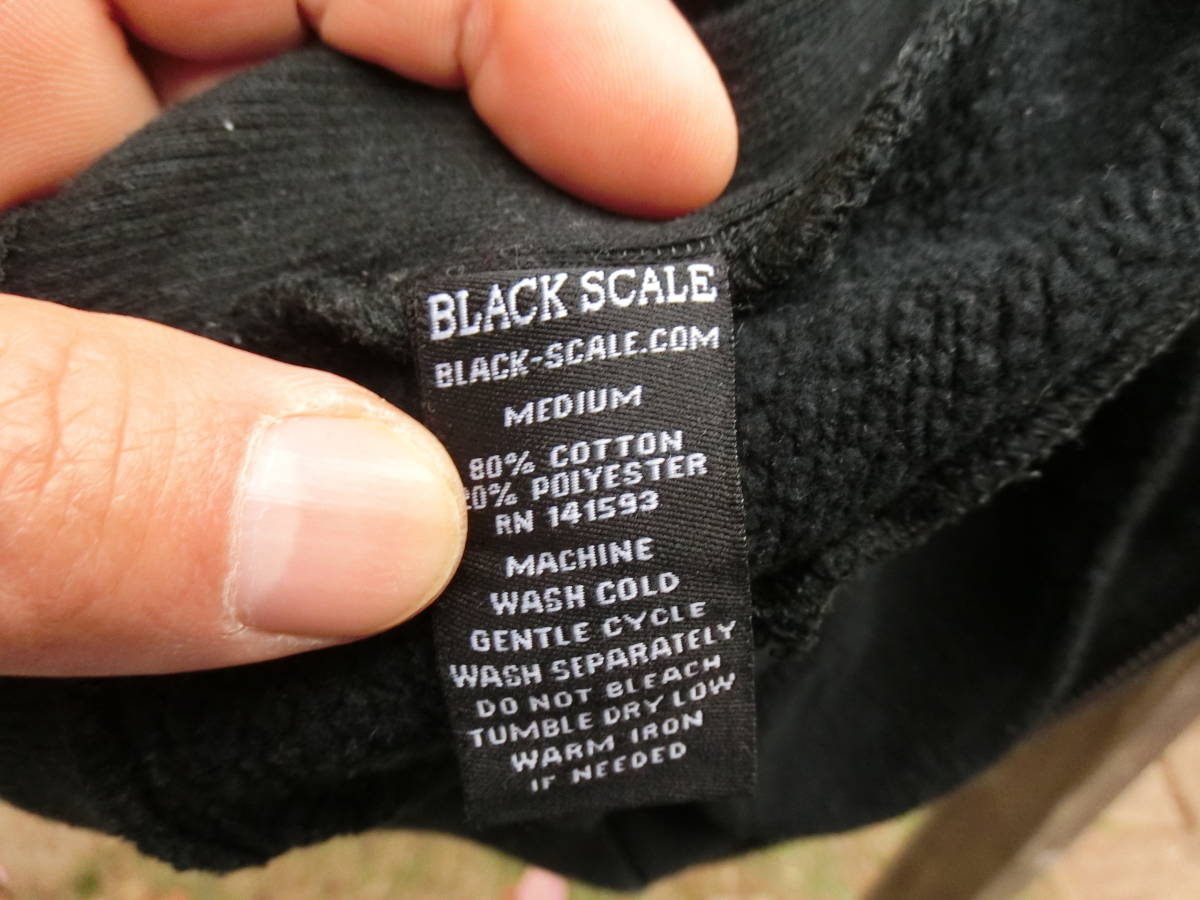 BLACK SCALE
BLACK-SCALE.COM
MEDIUM
80% COTTON
20% POLYESTER
RN 141593
MACHINE
WASH COLD
GENTLE CYCLE
WASH SEPARATELY
DO NOT BLEACH
TUMBLE DRY LOW
WARM IRON
IF NEEDED